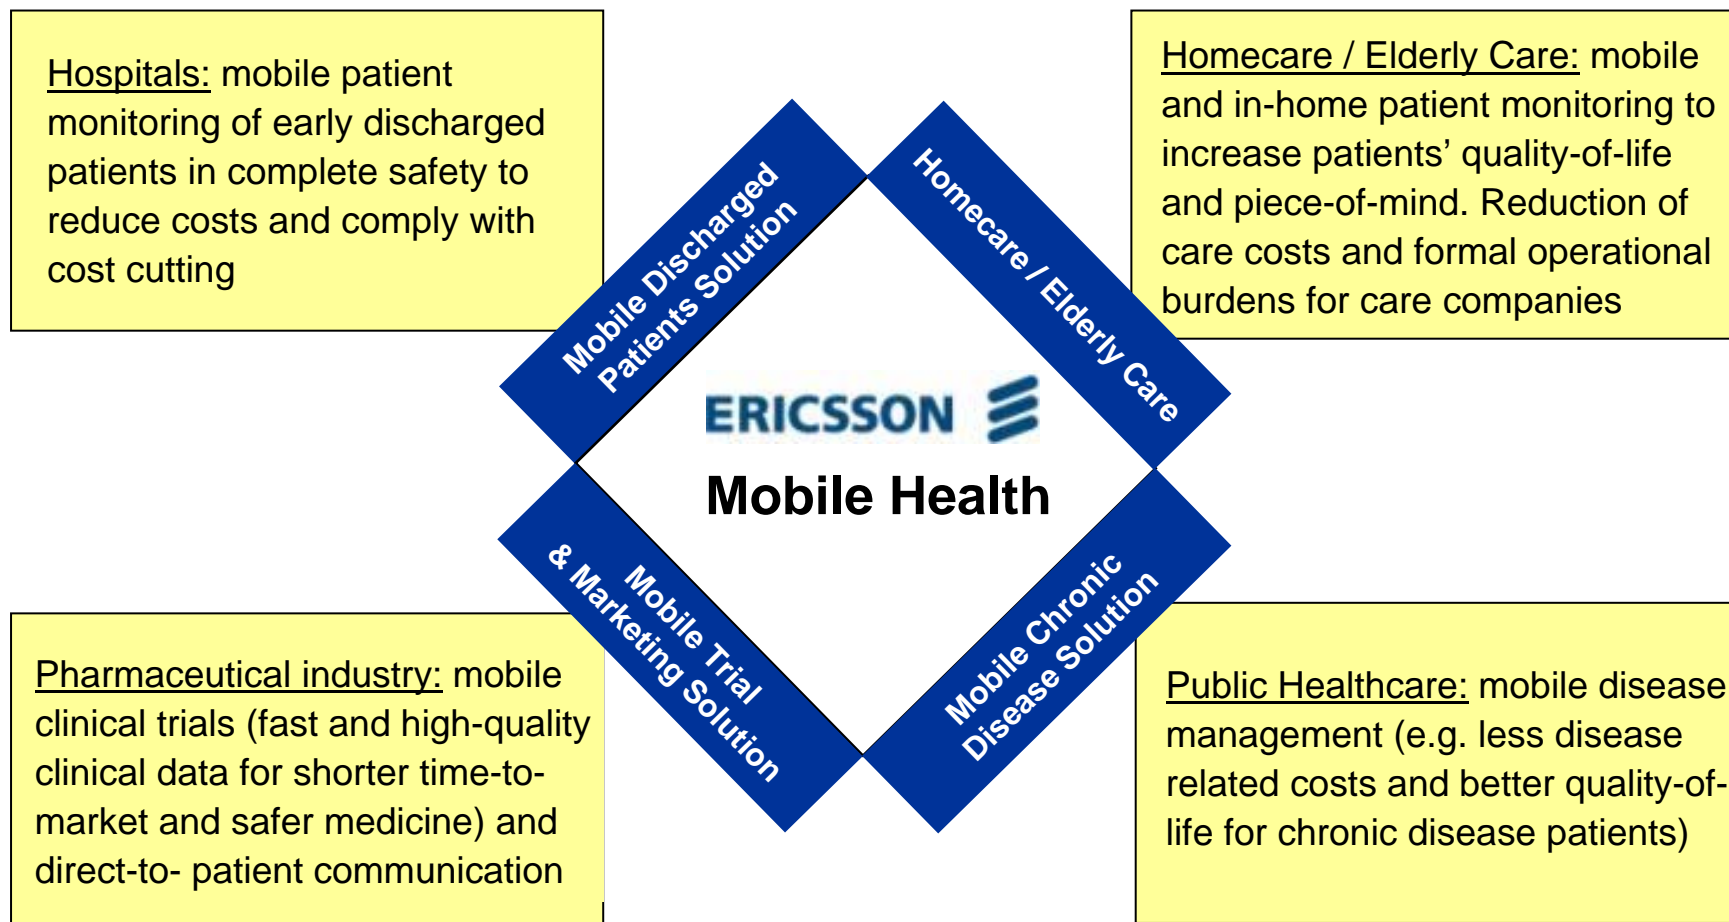 Hospitals: mobile patient
monitoring of early discharged
patients in complete safety to
reduce costs and comply with
cost cutting
Homecare / Elderly Care: mobile
and in-home patient monitoring to
increase patients’ quality-of-life
and piece-of-mind. Reduction of
care costs and formal operational
burdens for care companies
Mobile Discharged
Patients Solution
Homecare / Elderly Care
ERICSSON
Mobile Health
Mobile Trial
& Marketing Solution
Mobile Chronic
Disease Solution
Pharmaceutical industry: mobile
clinical trials (fast and high-quality
clinical data for shorter time-to-
market and safer medicine) and
direct-to- patient communication
Public Healthcare: mobile disease
management (e.g. less disease
related costs and better quality-of-
life for chronic disease patients)